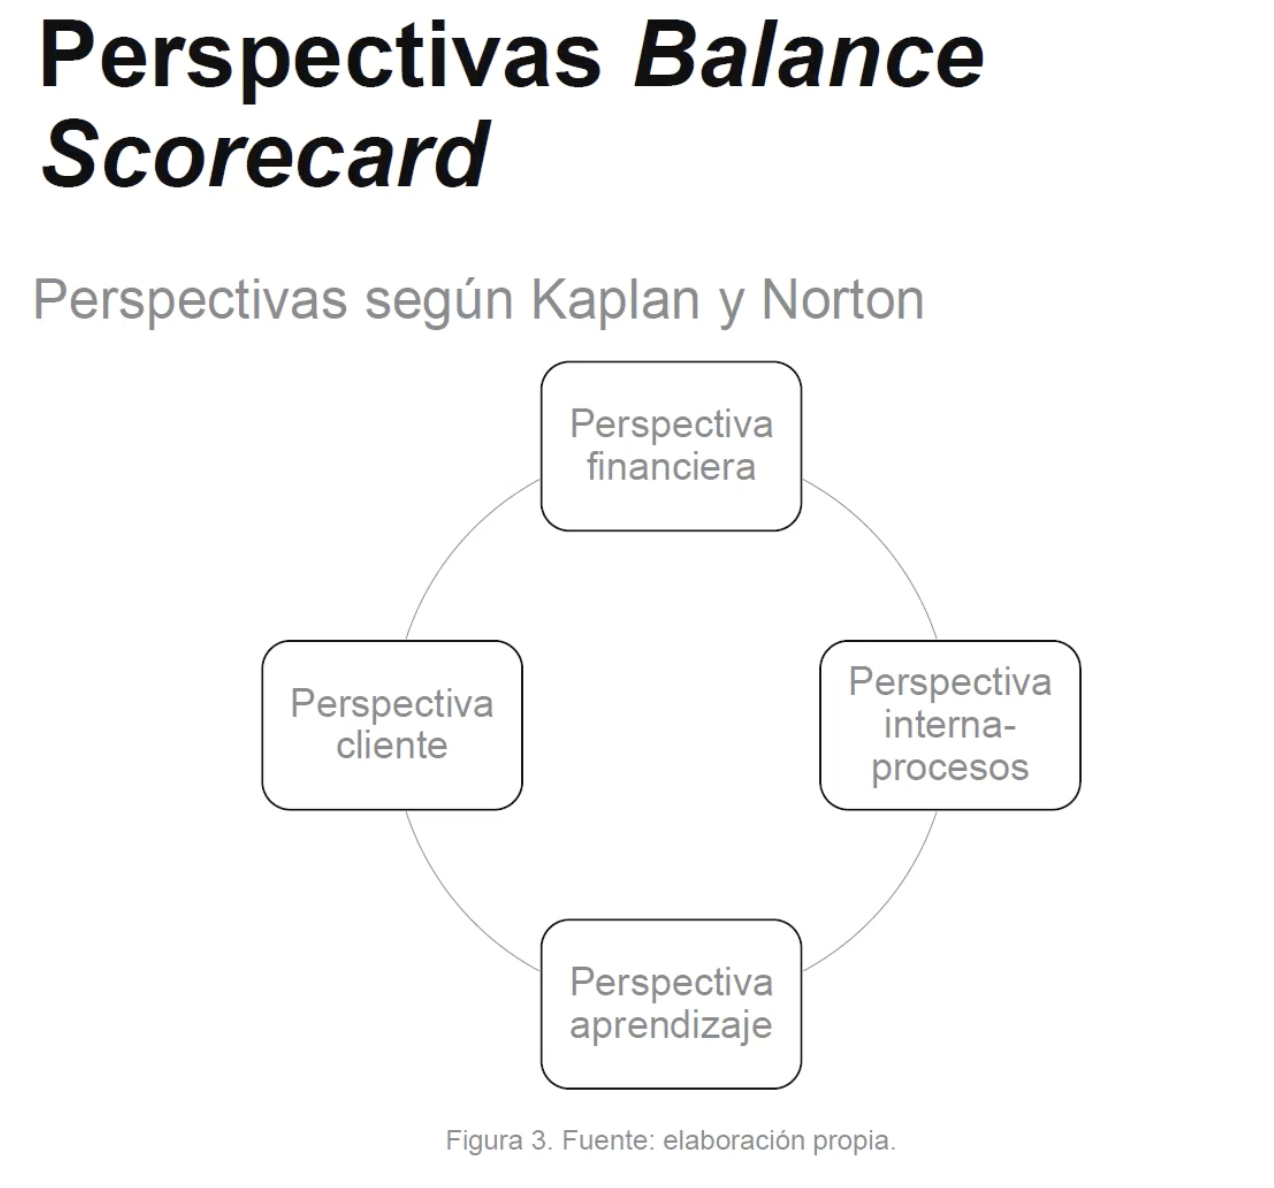 Perspectivas Balance
Scorecard
Perspectivas según Kaplan y Norton
Perspectiva
financiera
Perspectiva
cliente
Perspectiva
interna-
procesos
Perspectiva
aprendizaje
Figura 3. Fuente: elaboración propia.